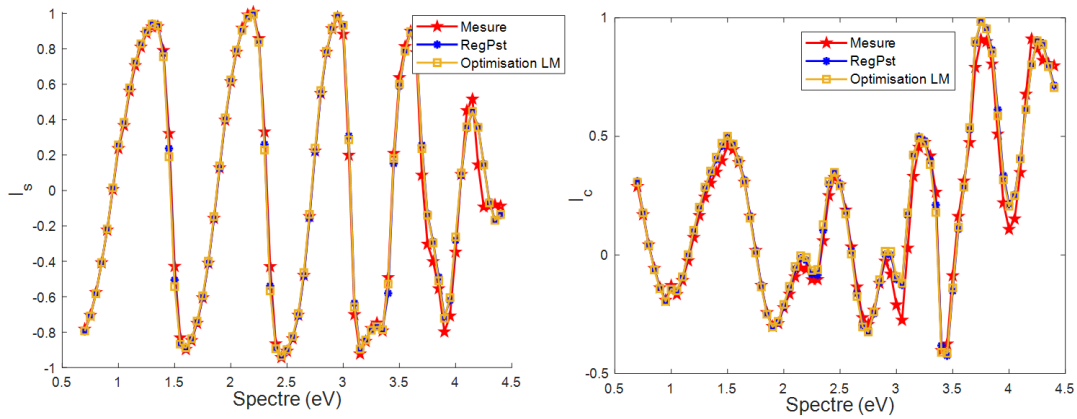 1
0.8
0.6
0.4
0.2
0
-0.2
-0.4
-0.6
-0.8
-1
I_s
0.5 1 1.5 2 2.5 3 3.5 4 4.5
Spectre (eV)
Mesure
RegPst
Optimisation LM
1
0.5
0
-0.5
I_c
0.5 1 1.5 2 2.5 3 3.5 4 4.5
Spectre (eV)
Mesure
RegPst
Optimisation LM